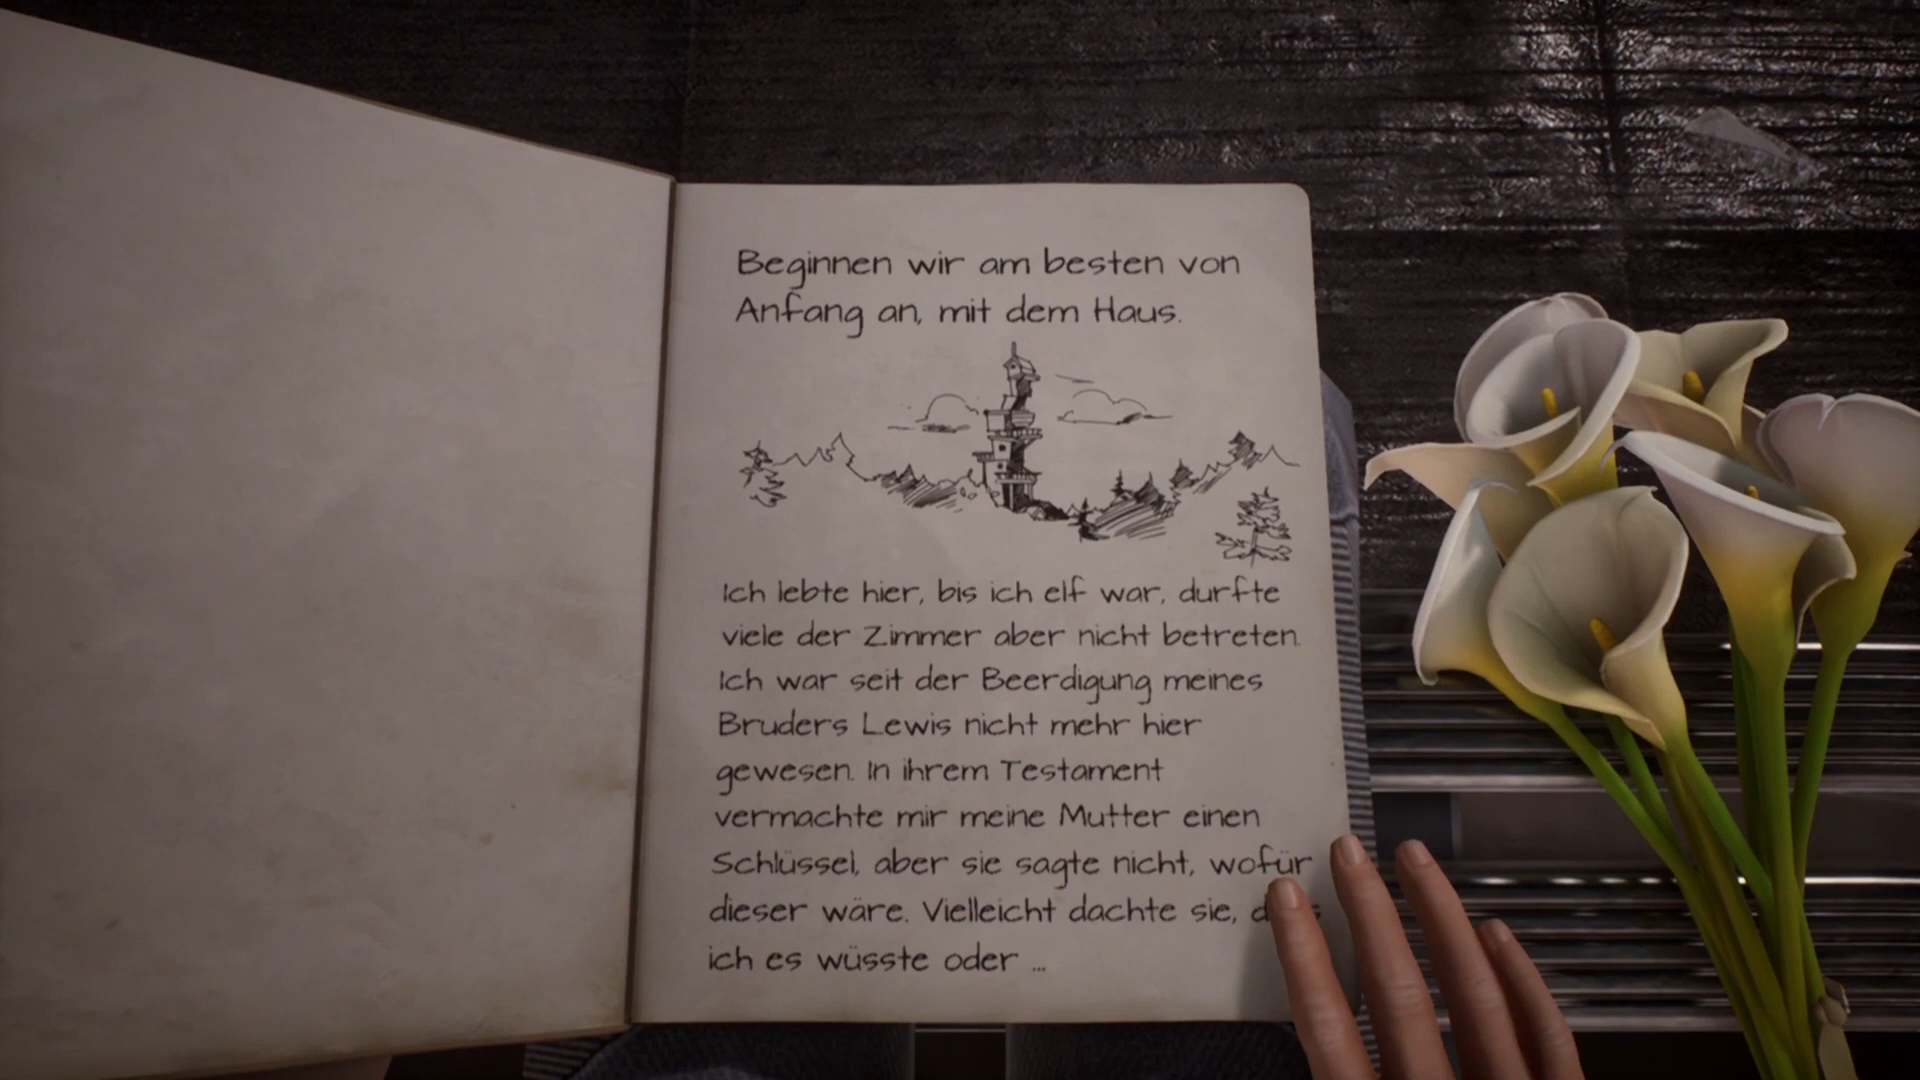 Beginnen wir am besten von
Anfang an, mit dem Haus.
Ich lebte hier, bis ich elf war, durfte
viele der Zimmer aber nicht betreten.
Ich war seit der Beerdigung meines
Bruders Lewis nicht mehr hier
gewesen. In ihrem Testament
vermachte mir meine Mutter einen
Schlüssel, aber sie sagte nicht, wofür
dieser wäre. Vielleicht dachte sie,
ich es wüsste oder ...